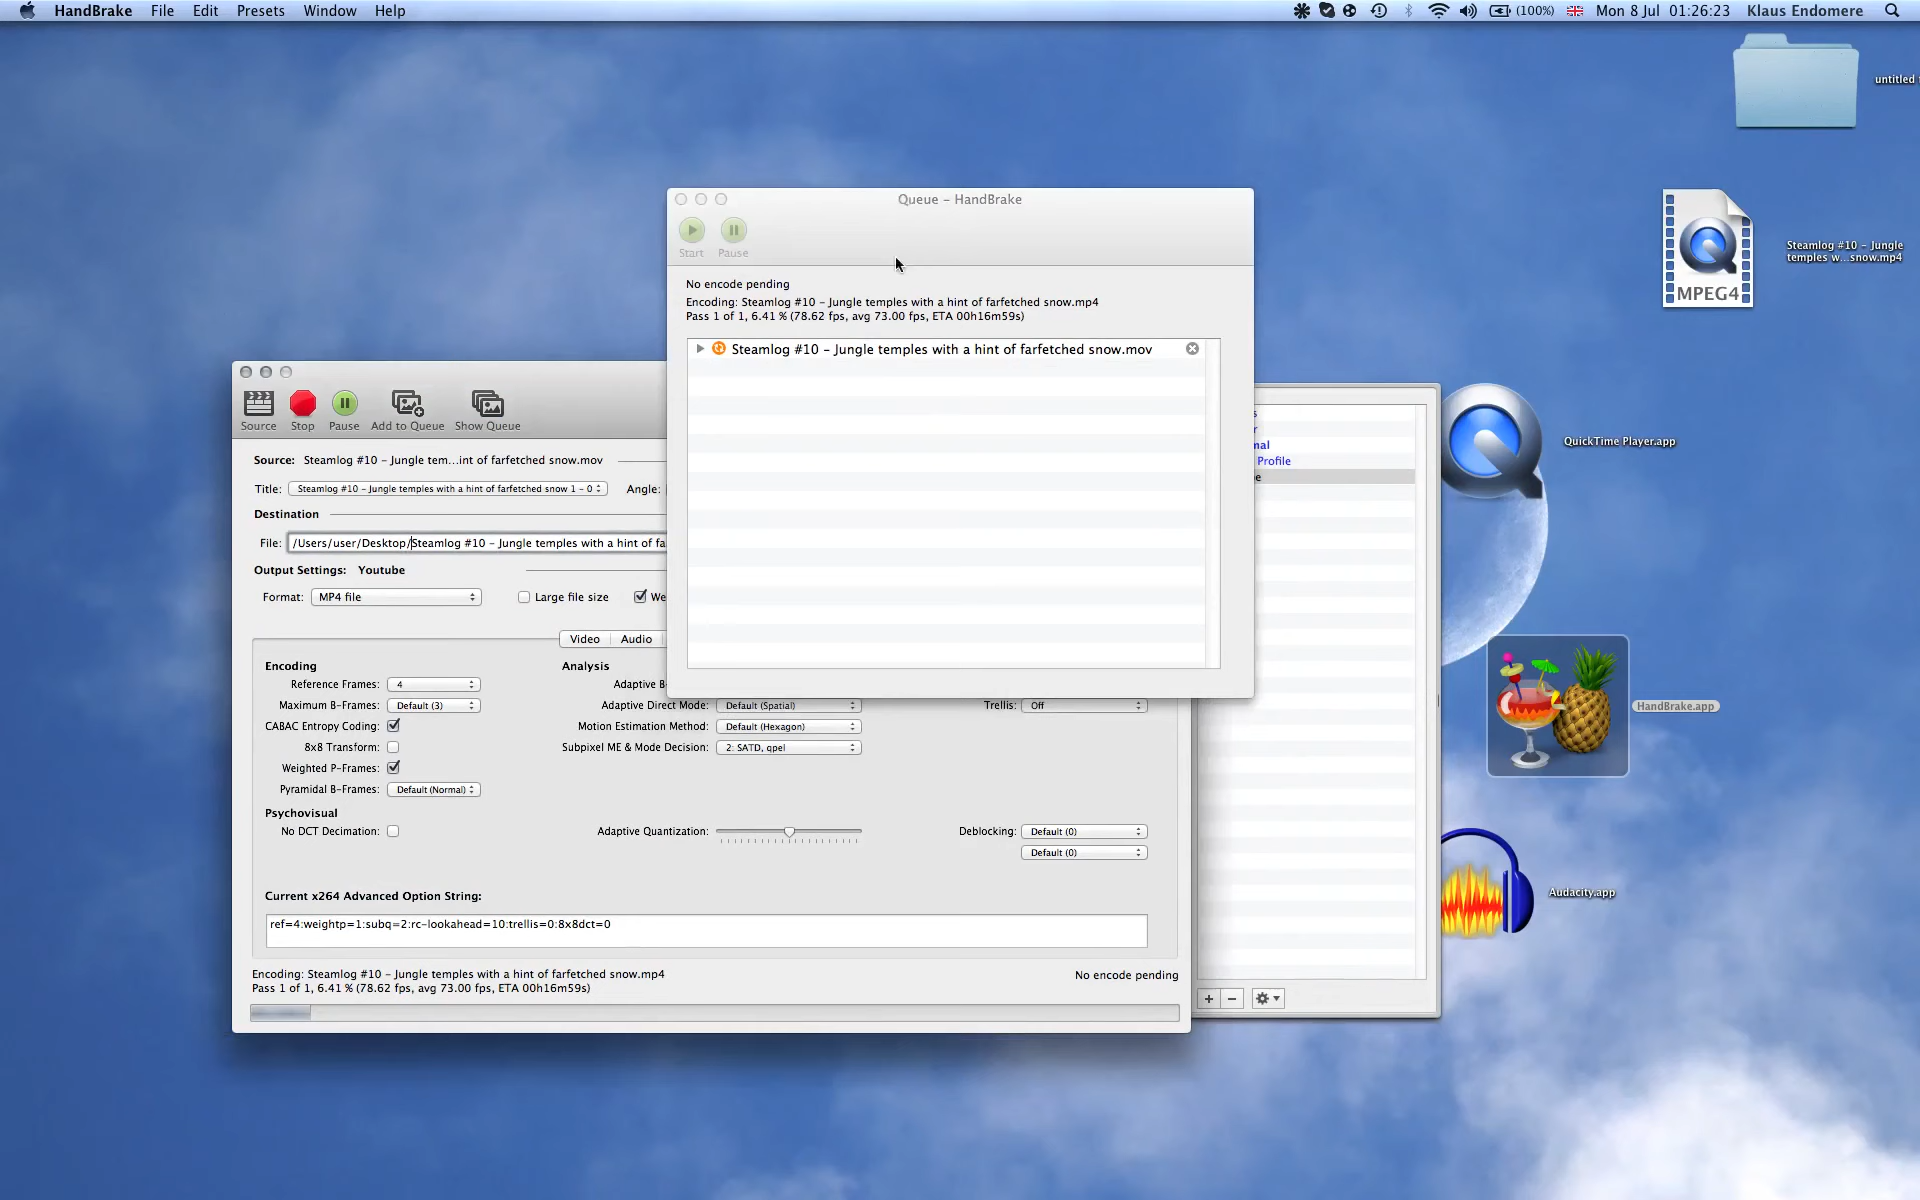 HandBrake File Edit Presets Window Help
(100%) Mon 8 Jul 01:26:23 Klaus Endomere
untitled
Steamlog #10 – Jungle
temples w...snow.mp4
MPEG4
QuickTime Player.app
HandBrake.app
Audacity.app
Queue – HandBrake
Start Pause
No encode pending
Encoding: Steamlog #10 – Jungle temples with a hint of farfetched snow.mp4
Pass 1 of 1, 6.41 % (78.62 fps, avg 73.00 fps, ETA 00h16m59s)
Steamlog #10 – Jungle temples with a hint of farfetched snow.mov
Source Stop Pause Add to Queue Show Queue
Source: Steamlog #10 – Jungle tem...int of farfetched snow.mov
Title: Steamlog #10 – Jungle temples with a hint of farfetched snow 1 – 0 Angle:
Destination
File: /Users/user/Desktop/Steamlog #10 – Jungle temples with a hint of fa
Output Settings: Youtube
Format: MP4 file Large file size We
Video Audio
Encoding Analysis
Reference Frames: 4 Adaptive B-
Maximum B-Frames: Default (3) Adaptive Direct Mode: Default (Spatial) Trellis: Off
CABAC Entropy Coding: Motion Estimation Method: Default (Hexagon)
8x8 Transform: Subpixel ME & Mode Decision: 2: SATD, qpel
Weighted P-Frames:
Pyramidal B-Frames: Default (Normal)
Psychovisual
No DCT Decimation: Adaptive Quantization: Deblocking: Default (0)
Default (0)
Current x264 Advanced Option String:
ref=4:weightp=1:subq=2:rc-lookahead=10:trellis=0:8x8dct=0
Encoding: Steamlog #10 – Jungle temples with a hint of farfetched snow.mp4 No encode pending
Pass 1 of 1, 6.41 % (78.62 fps, avg 73.00 fps, ETA 00h16m59s)
s
r
nal
Profile
e